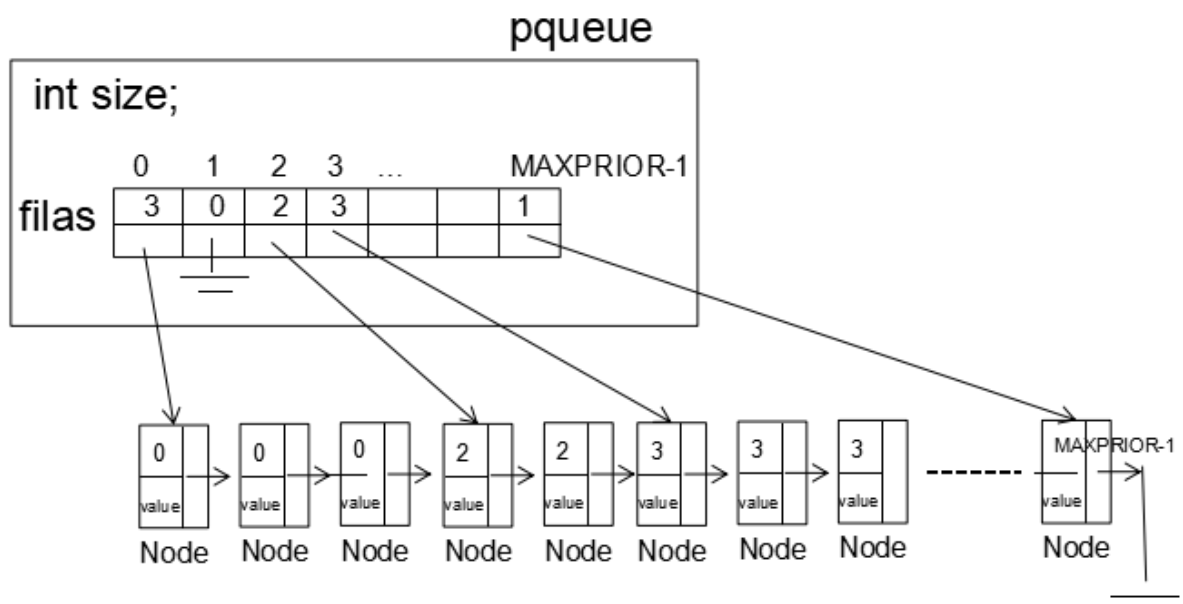 pqueue
int size;
0 1 2 3 ... MAXPRIOR-1
filas 3 0 2 3 1
0 0 0 2 2 3 3 3 MAXPRIOR-1
value value value value value value value value value
Node Node Node Node Node Node Node Node Node